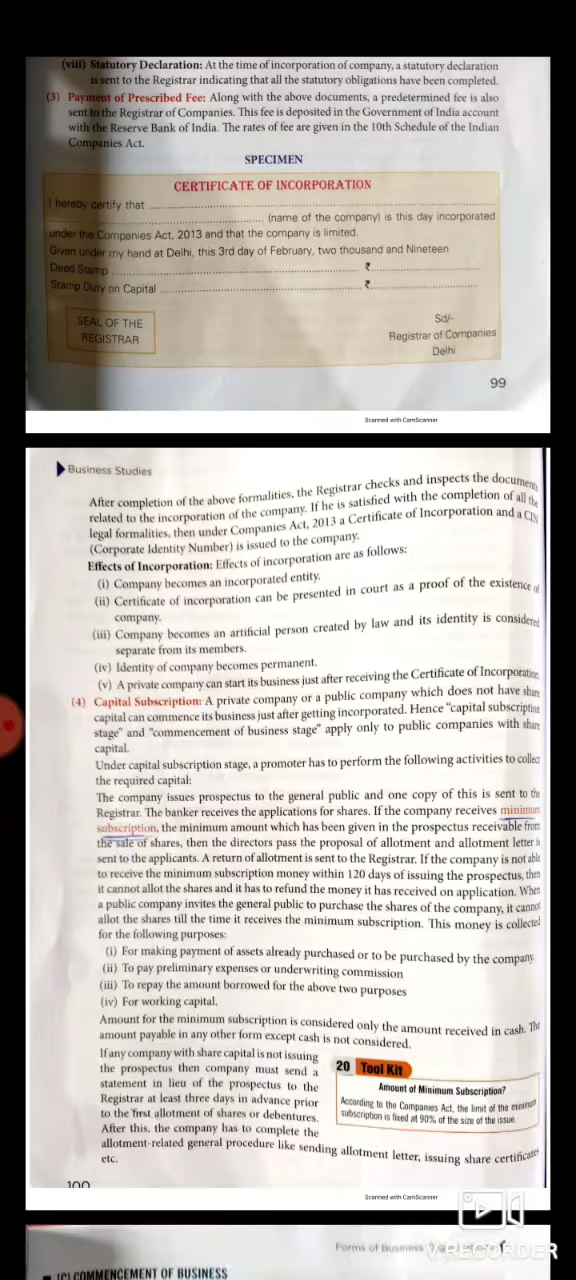 (viii) Statutory Declaration: At the time of incorporation of company, a statutory declaration
is sent to the Registrar indicating that all the statutory obligations have been completed.
(3) Payment of Prescribed Fee: Along with the above documents, a predetermined fee is also
sent to the Registrar of Companies. This fee is deposited in the Government of India account
with the Reserve Bank of India. The rates of fee are given in the 10th Schedule of the Indian
Companies Act.
SPECIMEN
CERTIFICATE OF INCORPORATION
I hereby certify that ................................................................
................................................ (name of the company) is this day incorporated
under the Companies Act, 2013 and that the company is limited.
Given under my hand at Delhi, this 3rd day of February, two thousand and Nineteen
Deed Stamp ................................................ ₹................................
Stamp Duty on Capital ................................................ ₹................................
SEAL OF THE
REGISTRAR
Sd/-
Registrar of Companies
Delhi
99
Scanned with CamScanner
Business Studies
After completion of the above formalities, the Registrar checks and inspects the documents
related to the incorporation of the company. If he is satisfied with the completion of all the
legal formalities, then under Companies Act, 2013 a Certificate of Incorporation and a CIN
(Corporate Identity Number) is issued to the company.
Effects of Incorporation: Effects of incorporation are as follows:
(i) Company becomes an incorporated entity.
(ii) Certificate of incorporation can be presented in court as a proof of the existence of
company.
(iii) Company becomes an artificial person created by law and its identity is considered
separate from its members.
(iv) Identity of company becomes permanent.
(v) A private company can start its business just after receiving the Certificate of Incorporation.
(4) Capital Subscription: A private company or a public company which does not have share
capital can commence its business just after getting incorporated. Hence "capital subscription
stage" and "commencement of business stage" apply only to public companies with share
capital.
Under capital subscription stage, a promoter has to perform the following activities to collect
the required capital:
The company issues prospectus to the general public and one copy of this is sent to the
Registrar. The banker receives the applications for shares. If the company receives minimum
subscription, the minimum amount which has been given in the prospectus receivable from
the sale of shares, then the directors pass the proposal of allotment and allotment letter is
sent to the applicants. A return of allotment is sent to the Registrar. If the company is not able
to receive the minimum subscription money within 120 days of issuing the prospectus, then
it cannot allot the shares and it has to refund the money it has received on application. When
a public company invites the general public to purchase the shares of the company, it cannot
allot the shares till the time it receives the minimum subscription. This money is collected
for the following purposes:
(i) For making payment of assets already purchased or to be purchased by the company.
(ii) To pay preliminary expenses or underwriting commission
(iii) To repay the amount borrowed for the above two purposes
(iv) For working capital.
Amount for the minimum subscription is considered only the amount received in cash. The
amount payable in any other form except cash is not considered.
If any company with share capital is not issuing
the prospectus then company must send a
statement in lieu of the prospectus to the
Registrar at least three days in advance prior
to the first allotment of shares or debentures.
After this, the company has to complete the
allotment-related general procedure like sending allotment letter, issuing share certificates
etc.
20 Tool Kit
Amount of Minimum Subscription?
According to the Companies Act, the limit of the minimum
subscription is fixed at 90% of the size of the issue.
100
Scanned with CamScanner
Forms of Business
V RECORDER
(C) COMMENCEMENT OF BUSINESS